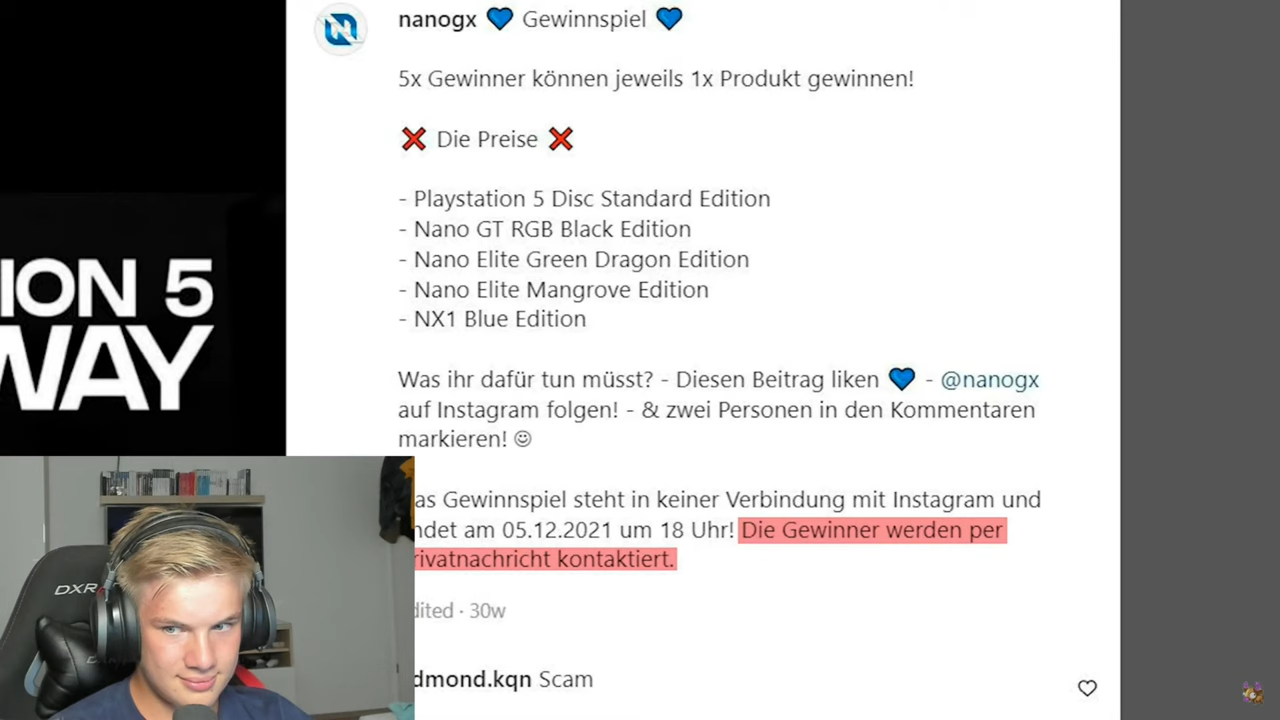 nanogx 💙 Gewinnspiel 💙
5x Gewinner können jeweils 1x Produkt gewinnen!
❌ Die Preise ❌
- Playstation 5 Disc Standard Edition
- Nano GT RGB Black Edition
- Nano Elite Green Dragon Edition
- Nano Elite Mangrove Edition
- NX1 Blue Edition
ION 5
WAY
Was ihr dafür tun müsst? - Diesen Beitrag liken 💙 - @nanogx
auf Instagram folgen! - & zwei Personen in den Kommentaren
markieren! ☺
as Gewinnspiel steht in keiner Verbindung mit Instagram und
ndet am 05.12.2021 um 18 Uhr! Die Gewinner werden per
rivatnachricht kontaktiert.
dited · 30w
dmond.kqn Scam
DXR